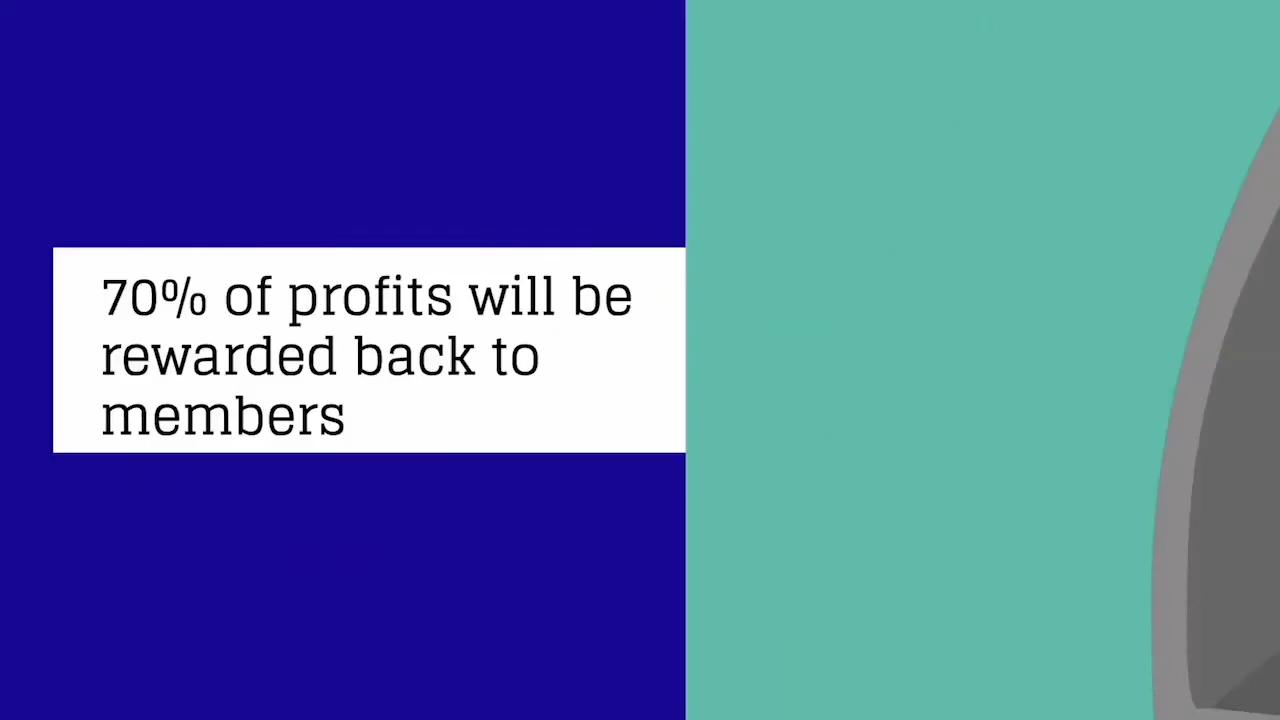 70% of profits will be
rewarded back to
members